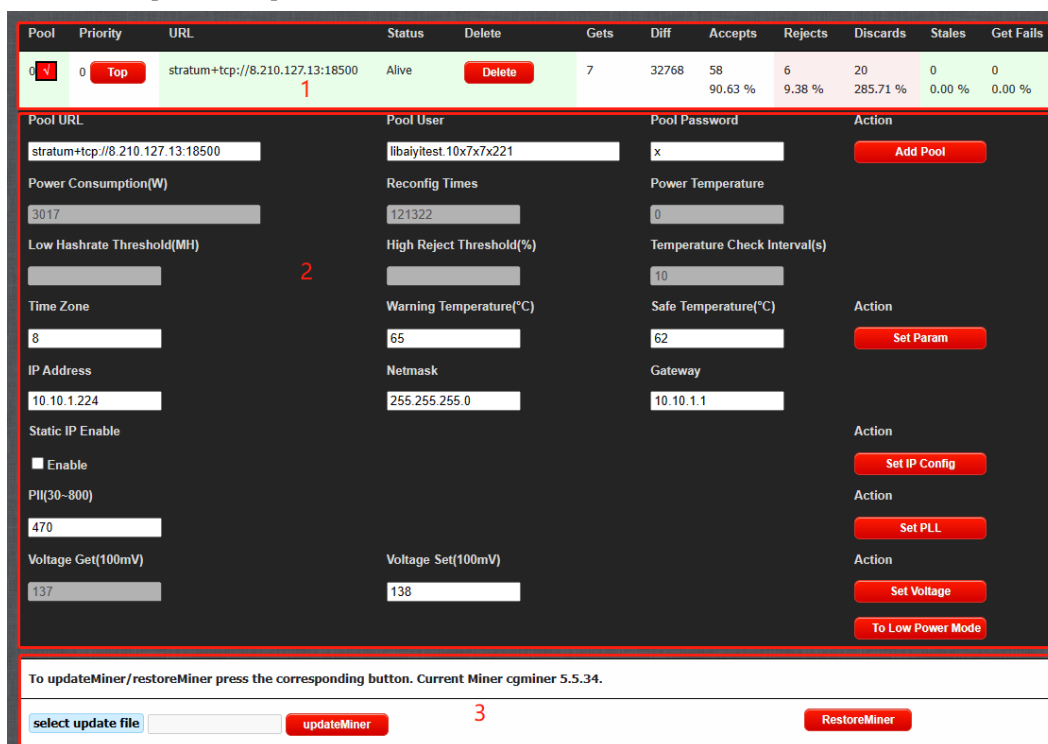 Pool Priority URL Status Delete Gets Diff Accepts Rejects Discards Stales Get Fails
0 √ 0 Top stratum+tcp://8.210.127.13:18500 Alive Delete 7 32768 58 6 20 0 0
90.63 % 9.38 % 285.71 % 0.00 % 0.00 %
1
Pool URL Pool User Pool Password Action
stratum+tcp://8.210.127.13:18500 libaiyitest.10x7x7x221 x Add Pool
Power Consumption(W) Reconfig Times Power Temperature
3017 121322 0
Low Hashrate Threshold(MH) High Reject Threshold(%) Temperature Check Interval(s)
2 10
Time Zone Warning Temperature(°C) Safe Temperature(°C) Action
8 65 62 Set Param
IP Address Netmask Gateway
10.10.1.224 255.255.255.0 10.10.1.1
Static IP Enable Action
Enable Set IP Config
Pll(30~800) Action
470 Set PLL
Voltage Get(100mV) Voltage Set(100mV) Action
137 138 Set Voltage
To Low Power Mode
To updateMiner/restoreMiner press the corresponding button. Current Miner cgminer 5.5.34.
select update file updateMiner 3 RestoreMiner